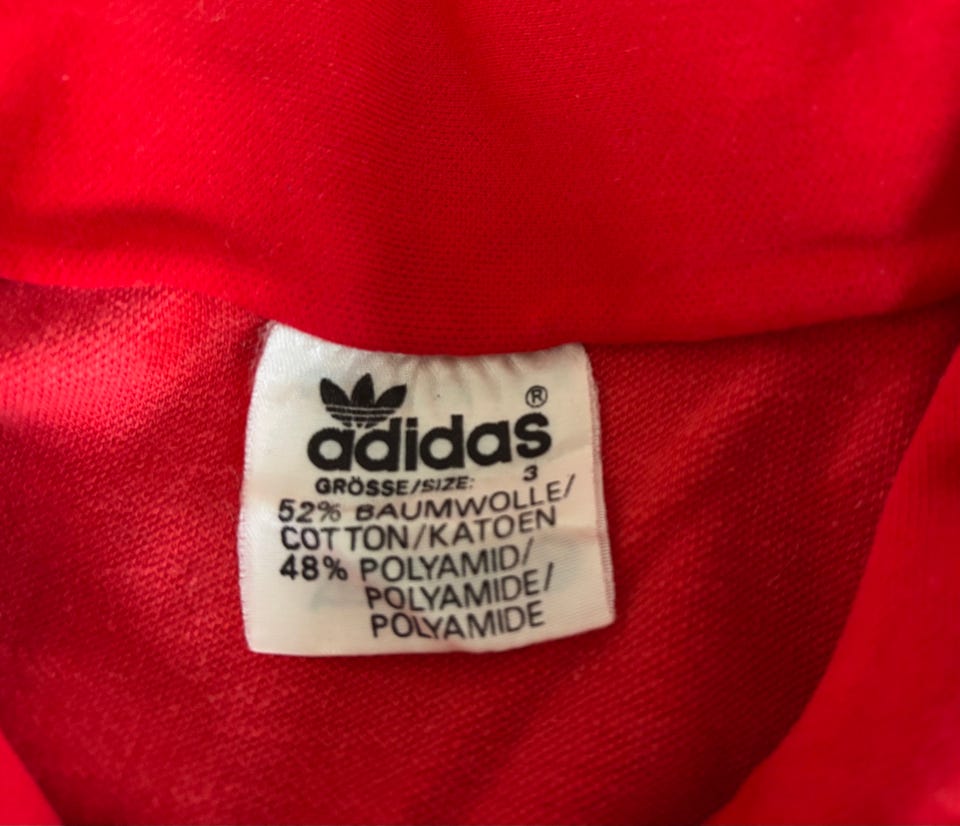 adidas®
GRÖSSE/SIZE: 3
52% BAUMWOLLE/
COTTON/KATOEN
48% POLYAMID/
POLYAMIDE/
POLYAMIDE